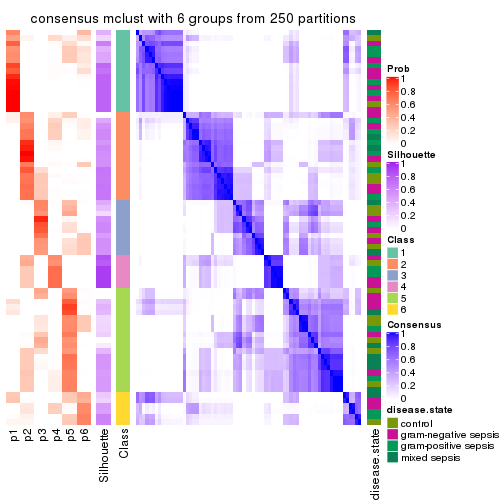 consensus mclust with 6 groups from 250 partitions
Prob
1
0.8
0.6
0.4
0.2
0
Silhouette
1
0.8
0.6
0.4
0.2
0
Class
1
2
3
4
5
6
Consensus
1
0.8
0.6
0.4
0.2
0
disease.state
control
gram-negative sepsis
gram-positive sepsis
mixed sepsis
p1
p2
p3
p4
p5
p6
Silhouette
Class
disease.state